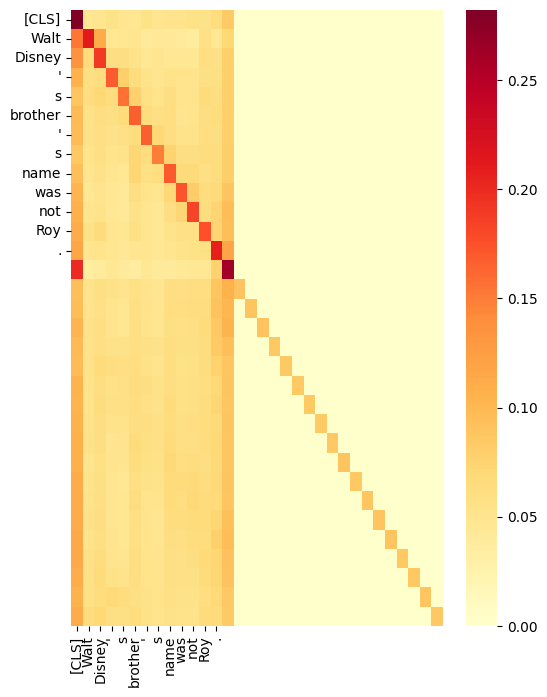 [CLS]
Walt
Disney
'
s
brother
'
s
name
was
not
Roy
.
0.25
0.20
0.15
0.10
0.05
0.00
[CLS]
Walt
Disney
'
s
brother
'
s
name
was
not
Roy
.